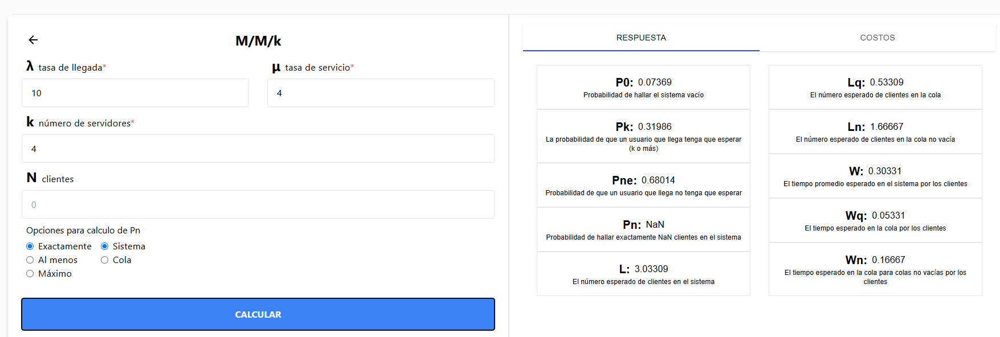 M/M/k
λ tasa de llegada*
μ tasa de servicio*
10
4
k número de servidores*
4
N clientes
0
Opciones para calculo de Pn
Exactamente
Sistema
Al menos
Cola
Máximo
CALCULAR
RESPUESTA
COSTOS
P0: 0.07369
Probabilidad de hallar el sistema vacío
Pk: 0.31986
La probabilidad de que un usuario que llega tenga que esperar
(k o más)
Pne: 0.68014
Probabilidad de que un usuario que llega no tenga que esperar
Pn: NaN
Probabilidad de hallar exactamente NaN clientes en el sistema
L: 3.03309
El número esperado de clientes en el sistema
Lq: 0.53309
El número esperado de clientes en la cola
Ln: 1.66667
El número esperado de clientes en la cola no vacía
W: 0.30331
El tiempo promedio esperado en el sistema por los clientes
Wq: 0.05331
El tiempo esperado en la cola por los clientes
Wn: 0.16667
El tiempo esperado en la cola para colas no vacías por los
clientes